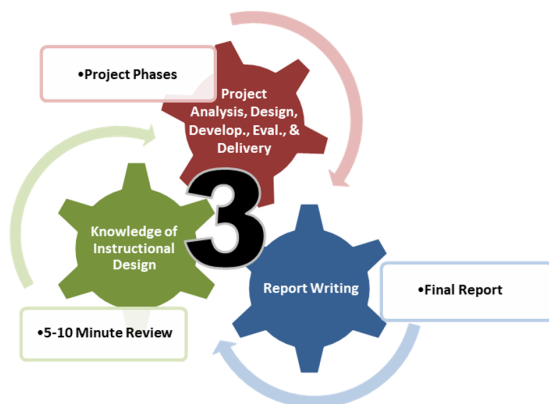 •Project Phases
Project
Analysis, Design,
Develop., Eval., &
Delivery
3
Knowledge of
Instructional
Design
Report Writing
•Final Report
•5-10 Minute Review